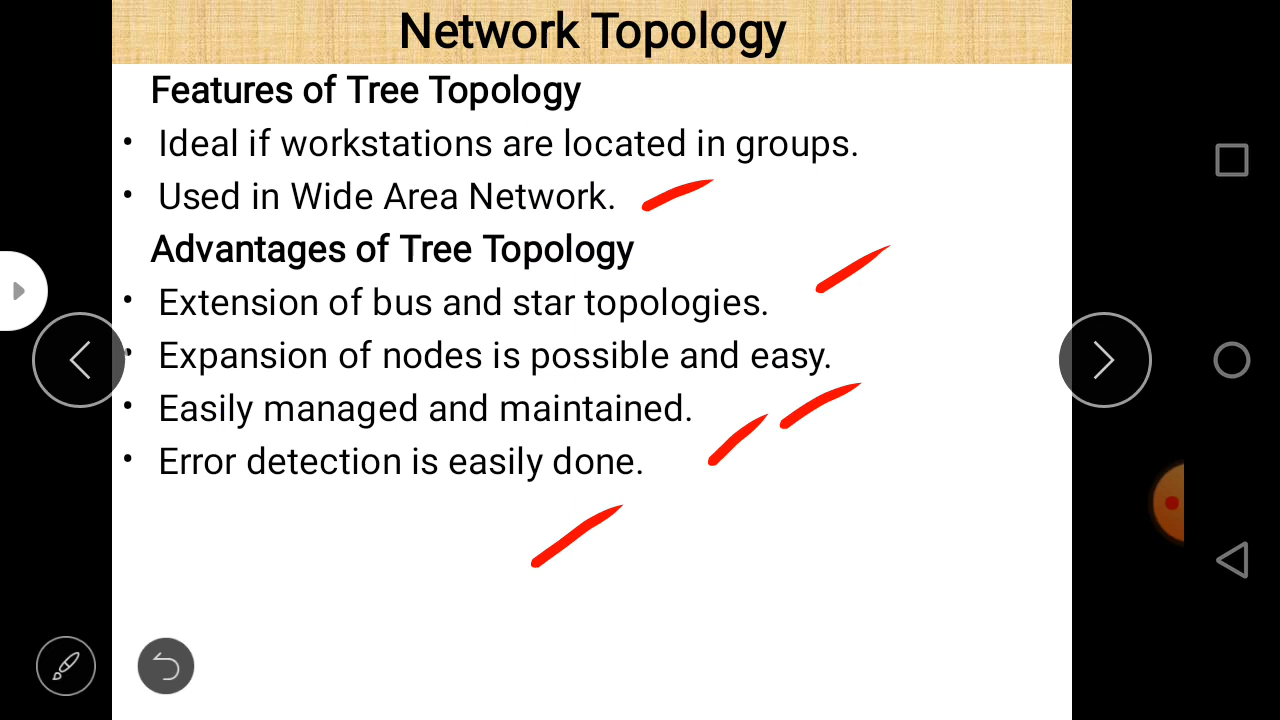 Network Topology
Features of Tree Topology
• Ideal if workstations are located in groups.
• Used in Wide Area Network.
Advantages of Tree Topology
• Extension of bus and star topologies.
• Expansion of nodes is possible and easy.
• Easily managed and maintained.
• Error detection is easily done.